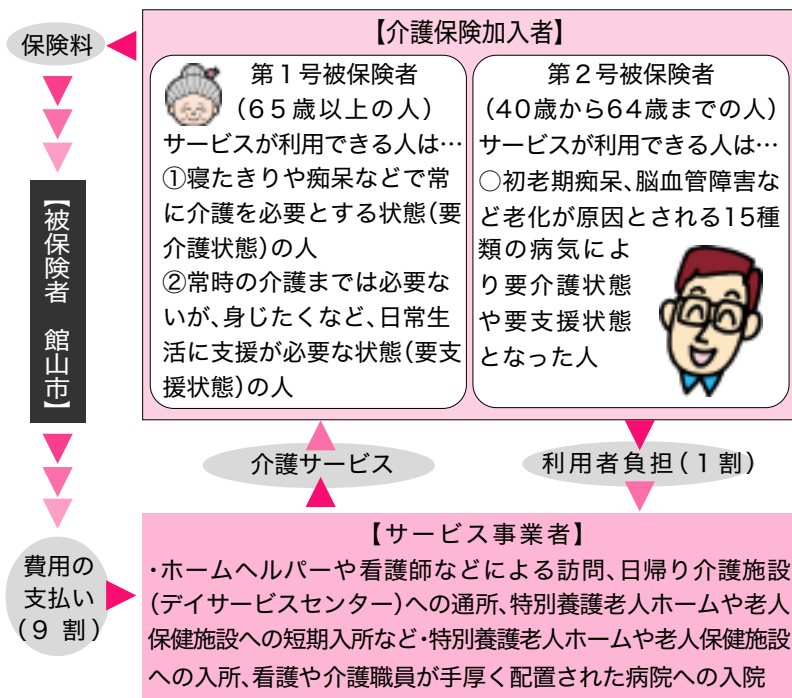 保険料
【被保険者　館山市】
費用の
支払い
（9 割）
【介護保険加入者】
第１号被保険者
（６５歳以上の人）
サービスが利用できる人は…
①寝たきりや痴呆などで常
に介護を必要とする状態（要
介護状態）の人
②常時の介護までは必要な
いが、身じたくなど、日常生
活に支援が必要な状態（要支
援状態）の人
第２号被保険者
（40歳から64歳までの人）
サービスが利用できる人は…
○初老期痴呆、脳血管障害な
ど老化が原因とされる15種
類の病気によ
り要介護状態
や要支援状態
となった人
介護サービス
利用者負担（１割）
【サービス事業者】
・ホームヘルパーや看護師などによる訪問、日帰り介護施設
（デイサービスセンター）への通所、特別養護老人ホームや老人
保健施設への短期入所など・特別養護老人ホームや老人保健施設
への入所、看護や介護職員が手厚く配置された病院への入院